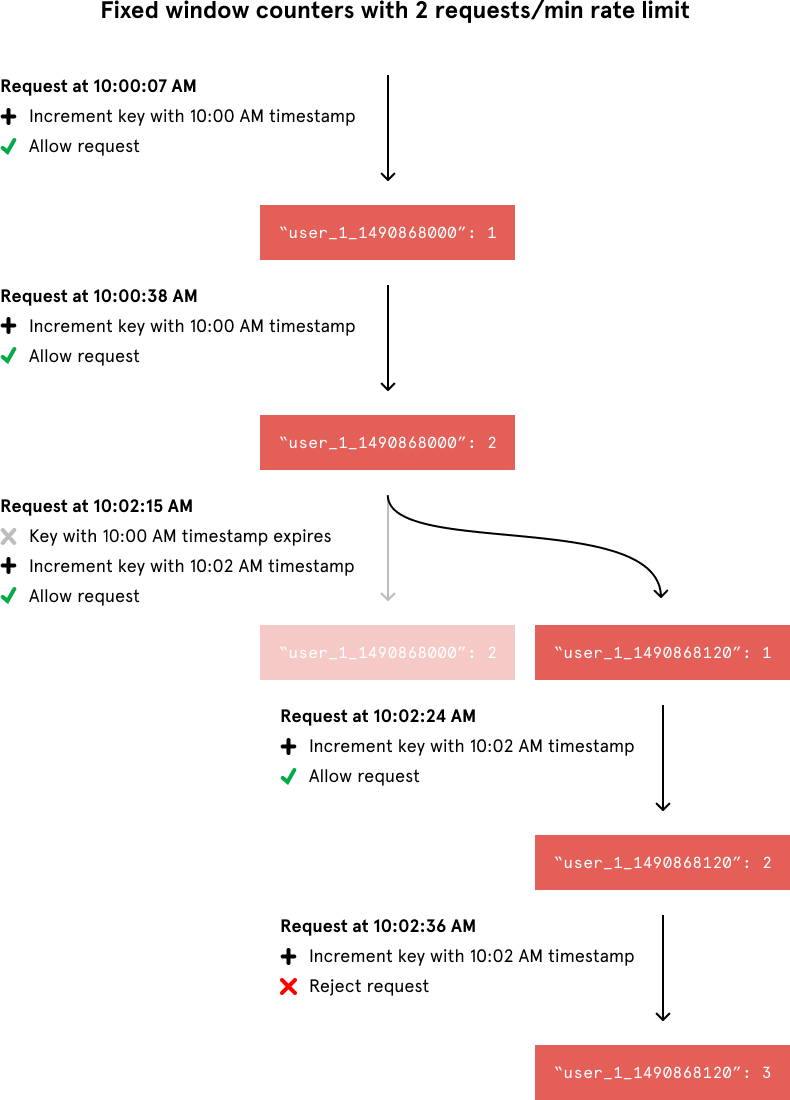 Fixed window counters with 2 requests/min rate limit
Request at 10:00:07 AM
Increment key with 10:00 AM timestamp
Allow request
“user_1_1490868000”: 1
Request at 10:00:38 AM
Increment key with 10:00 AM timestamp
Allow request
“user_1_1490868000”: 2
Request at 10:02:15 AM
Key with 10:00 AM timestamp expires
Increment key with 10:02 AM timestamp
Allow request
“user_1_1490868000”: 2
“user_1_1490868120”: 1
Request at 10:02:24 AM
Increment key with 10:02 AM timestamp
Allow request
“user_1_1490868120”: 2
Request at 10:02:36 AM
Increment key with 10:02 AM timestamp
Reject request
“user_1_1490868120”: 3